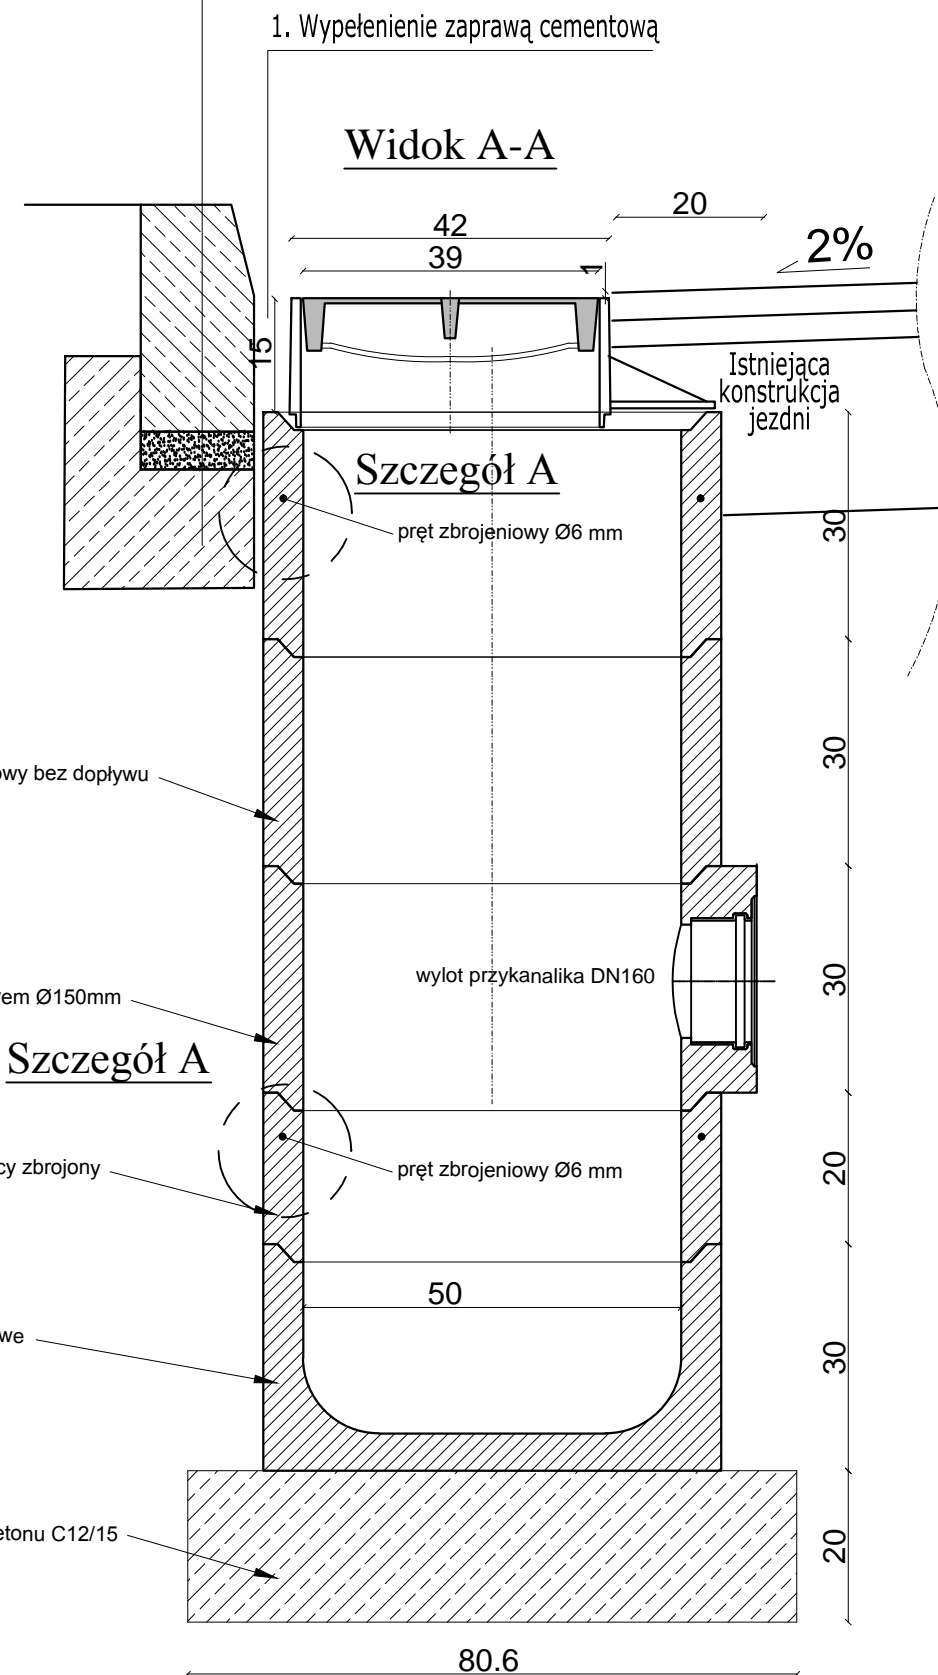 1. Wypełenienie zaprawą cementową
Widok A-A
20
42
2%
39
1
15
Istniejąca
konstrukcja
jezdni
Szczegół A
pręt zbrojeniowy Ø6 mm
30
30
owy bez dopływu
wylot przykanalika DN160
30
em Ø150mm
Szczegół A
cy zbrojony
pręt zbrojeniowy Ø6 mm
20
50
we
30
etonu C12/15
20
80.6